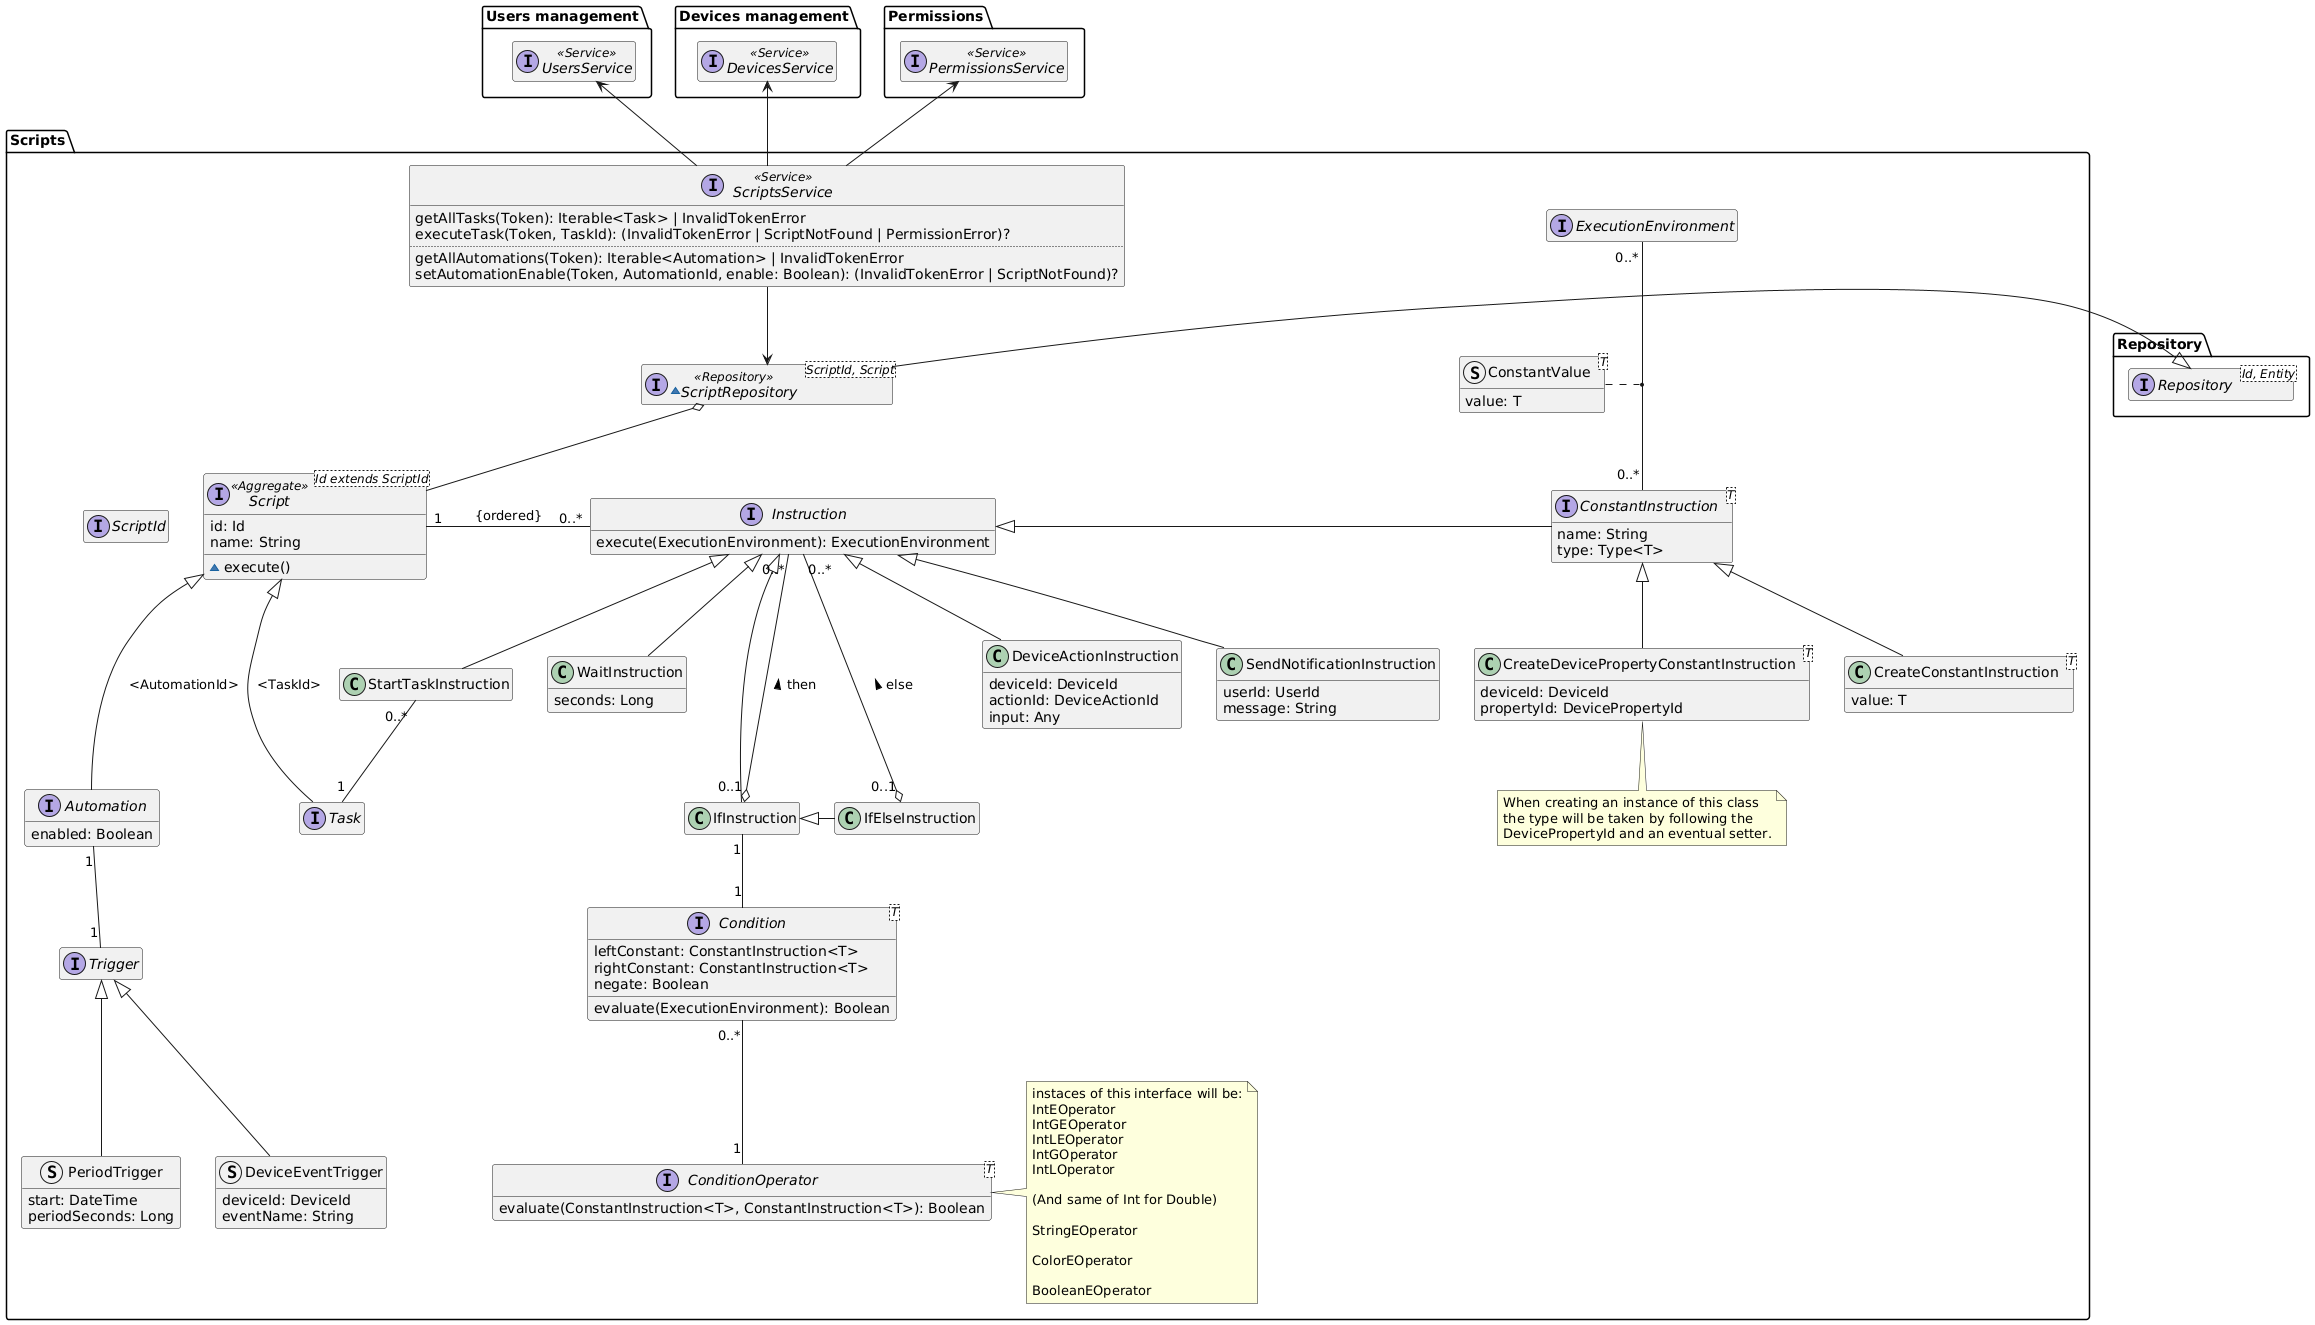 Users management
Devices management
Permissions
I «Service»
UsersService
I «Service»
DevicesService
I «Service»
PermissionsService
Scripts
I «Service»
ScriptsService
getAllTasks(Token): Iterable<Task> | InvalidTokenError
executeTask(Token, TaskId): (InvalidTokenError | ScriptNotFound | PermissionError)?
getAllAutomations(Token): Iterable<Automation> | InvalidTokenError
setAutomationEnable(Token, AutomationId, enable: Boolean): (InvalidTokenError | ScriptNotFound)?
I ExecutionEnvironment
0..*
Repository
I Repository
Id, Entity
S ConstantValue
T
value: T
I «Repository»
ScriptRepository
ScriptId, Script
0..*
I «Aggregate»
Script
Id extends ScriptId
id: Id
name: String
execute()
I ScriptId
1
{ordered}
0..*
I Instruction
execute(ExecutionEnvironment): ExecutionEnvironment
I ConstantInstruction
T
name: String
type: Type<T>
0..*
0..*
<AutomationId>
<TaskId>
C StartTaskInstruction
0..*
1
C WaitInstruction
seconds: Long
then
else
C DeviceActionInstruction
deviceId: DeviceId
actionId: DeviceActionId
input: Any
C SendNotificationInstruction
userId: UserId
message: String
C CreateDevicePropertyConstantInstruction
T
deviceId: DeviceId
propertyId: DevicePropertyId
C CreateConstantInstruction
T
value: T
0..1
0..1
I Automation
enabled: Boolean
I Task
C IfInstruction
C IfElseInstruction
When creating an instance of this class
the type will be taken by following the
DevicePropertyId and an eventual setter.
1
1
1
1
I Trigger
I Condition
T
leftConstant: ConstantInstruction<T>
rightConstant: ConstantInstruction<T>
negate: Boolean
evaluate(ExecutionEnvironment): Boolean
0..*
1
S PeriodTrigger
start: DateTime
periodSeconds: Long
S DeviceEventTrigger
deviceId: DeviceId
eventName: String
I ConditionOperator
T
evaluate(ConstantInstruction<T>, ConstantInstruction<T>): Boolean
instaces of this interface will be:
IntEOperator
IntGEOperator
IntLEOperator
IntGOperator
IntLOperator
(And same of Int for Double)
StringEOperator
ColorEOperator
BooleanEOperator